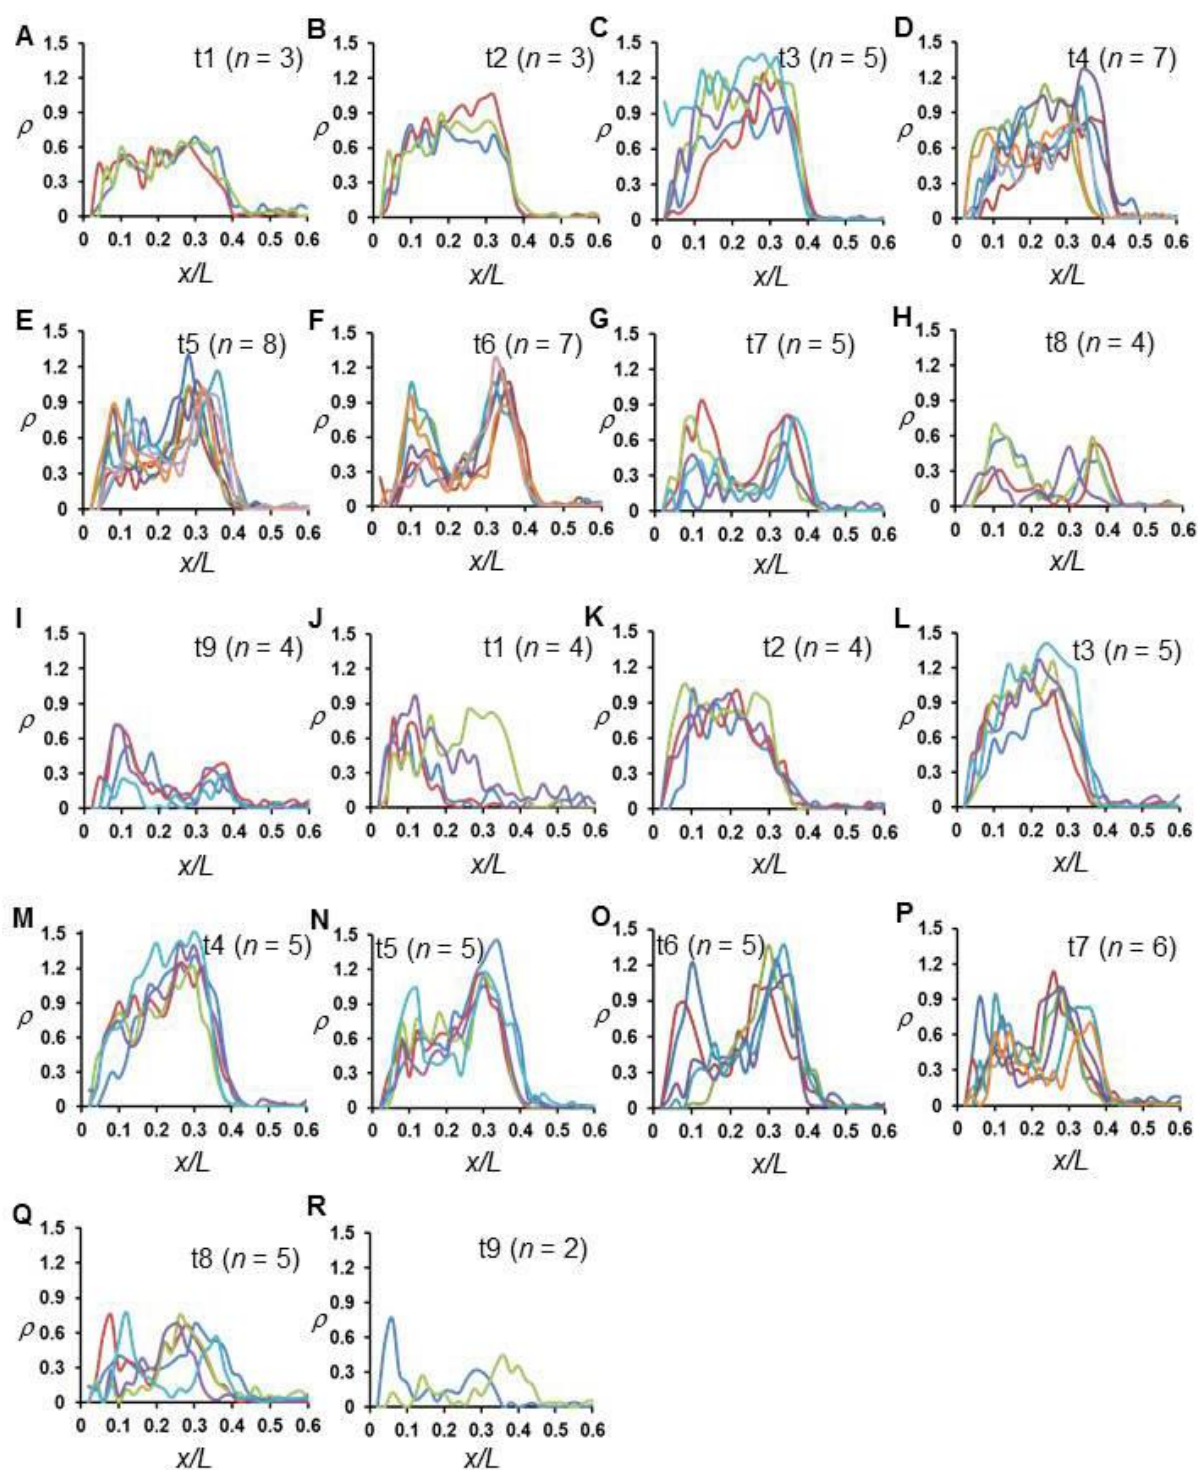 A t1 (n = 3)
1.5
1.2
0.9
0.6
0.3
0
ρ
0 0.1 0.2 0.3 0.4 0.5 0.6
x/L
B t2 (n = 3)
1.5
1.2
0.9
0.6
0.3
0
ρ
0 0.1 0.2 0.3 0.4 0.5 0.6
x/L
C t3 (n = 5)
1.5
1.2
0.9
0.6
0.3
0
ρ
0 0.1 0.2 0.3 0.4 0.5 0.6
x/L
D t4 (n = 7)
1.5
1.2
0.9
0.6
0.3
0
ρ
0 0.1 0.2 0.3 0.4 0.5 0.6
x/L
E t5 (n = 8)
1.5
1.2
0.9
0.6
0.3
0
ρ
0 0.1 0.2 0.3 0.4 0.5 0.6
x/L
F t6 (n = 7)
1.5
1.2
0.9
0.6
0.3
0
ρ
0 0.1 0.2 0.3 0.4 0.5 0.6
x/L
G t7 (n = 5)
1.5
1.2
0.9
0.6
0.3
0
ρ
0 0.1 0.2 0.3 0.4 0.5 0.6
x/L
H t8 (n = 4)
1.5
1.2
0.9
0.6
0.3
0
ρ
0 0.1 0.2 0.3 0.4 0.5 0.6
x/L
I t9 (n = 4)
1.5
1.2
0.9
0.6
0.3
0
ρ
0 0.1 0.2 0.3 0.4 0.5 0.6
x/L
J t1 (n = 4)
1.5
1.2
0.9
0.6
0.3
0
ρ
0 0.1 0.2 0.3 0.4 0.5 0.6
x/L
K t2 (n = 4)
1.5
1.2
0.9
0.6
0.3
0
ρ
0 0.1 0.2 0.3 0.4 0.5 0.6
x/L
L t3 (n = 5)
1.5
1.2
0.9
0.6
0.3
0
ρ
0 0.1 0.2 0.3 0.4 0.5 0.6
x/L
M t4 (n = 5)
1.5
1.2
0.9
0.6
0.3
0
ρ
0 0.1 0.2 0.3 0.4 0.5 0.6
x/L
N t5 (n = 5)
1.5
1.2
0.9
0.6
0.3
0
ρ
0 0.1 0.2 0.3 0.4 0.5 0.6
x/L
O t6 (n = 5)
1.5
1.2
0.9
0.6
0.3
0
ρ
0 0.1 0.2 0.3 0.4 0.5 0.6
x/L
P t7 (n = 6)
1.5
1.2
0.9
0.6
0.3
0
ρ
0 0.1 0.2 0.3 0.4 0.5 0.6
x/L
Q t8 (n = 5)
1.5
1.2
0.9
0.6
0.3
0
ρ
0 0.1 0.2 0.3 0.4 0.5 0.6
x/L
R t9 (n = 2)
1.5
1.2
0.9
0.6
0.3
0
ρ
0 0.1 0.2 0.3 0.4 0.5 0.6
x/L